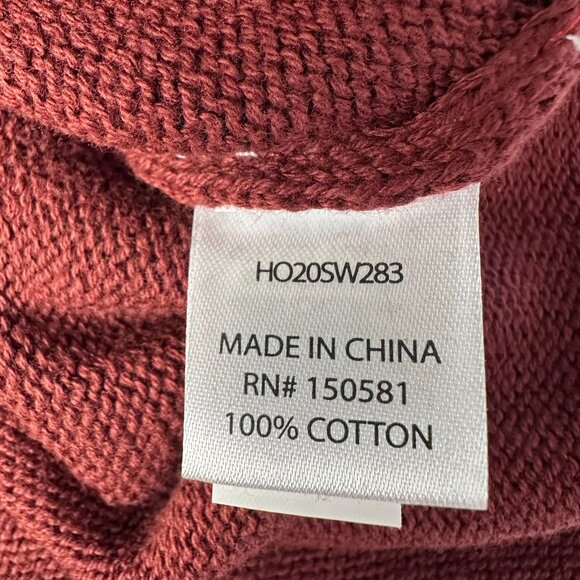 HO20SW283
MADE IN CHINA
RN# 150581
100% COTTON